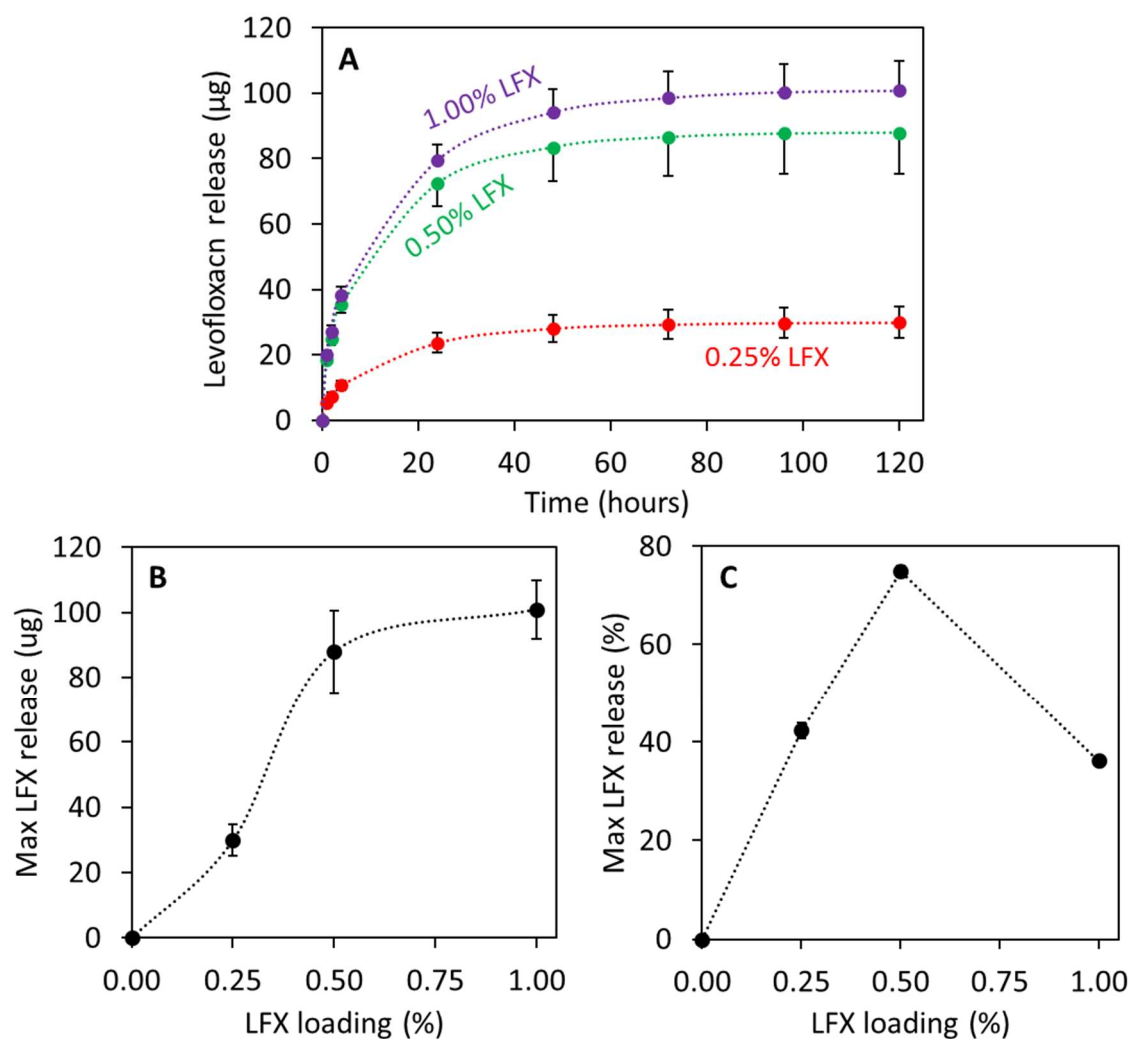 A
120
100
80
60
40
20
0
Levofloxacn release (µg)
1.00% LFX
0.50% LFX
0.25% LFX
0 20 40 60 80 100 120
Time (hours)
B
120
100
80
60
40
20
0
Max LFX release (ug)
0.00 0.25 0.50 0.75 1.00
LFX loading (%)
C
80
60
40
20
0
Max LFX release (%)
0.00 0.25 0.50 0.75 1.00
LFX loading (%)